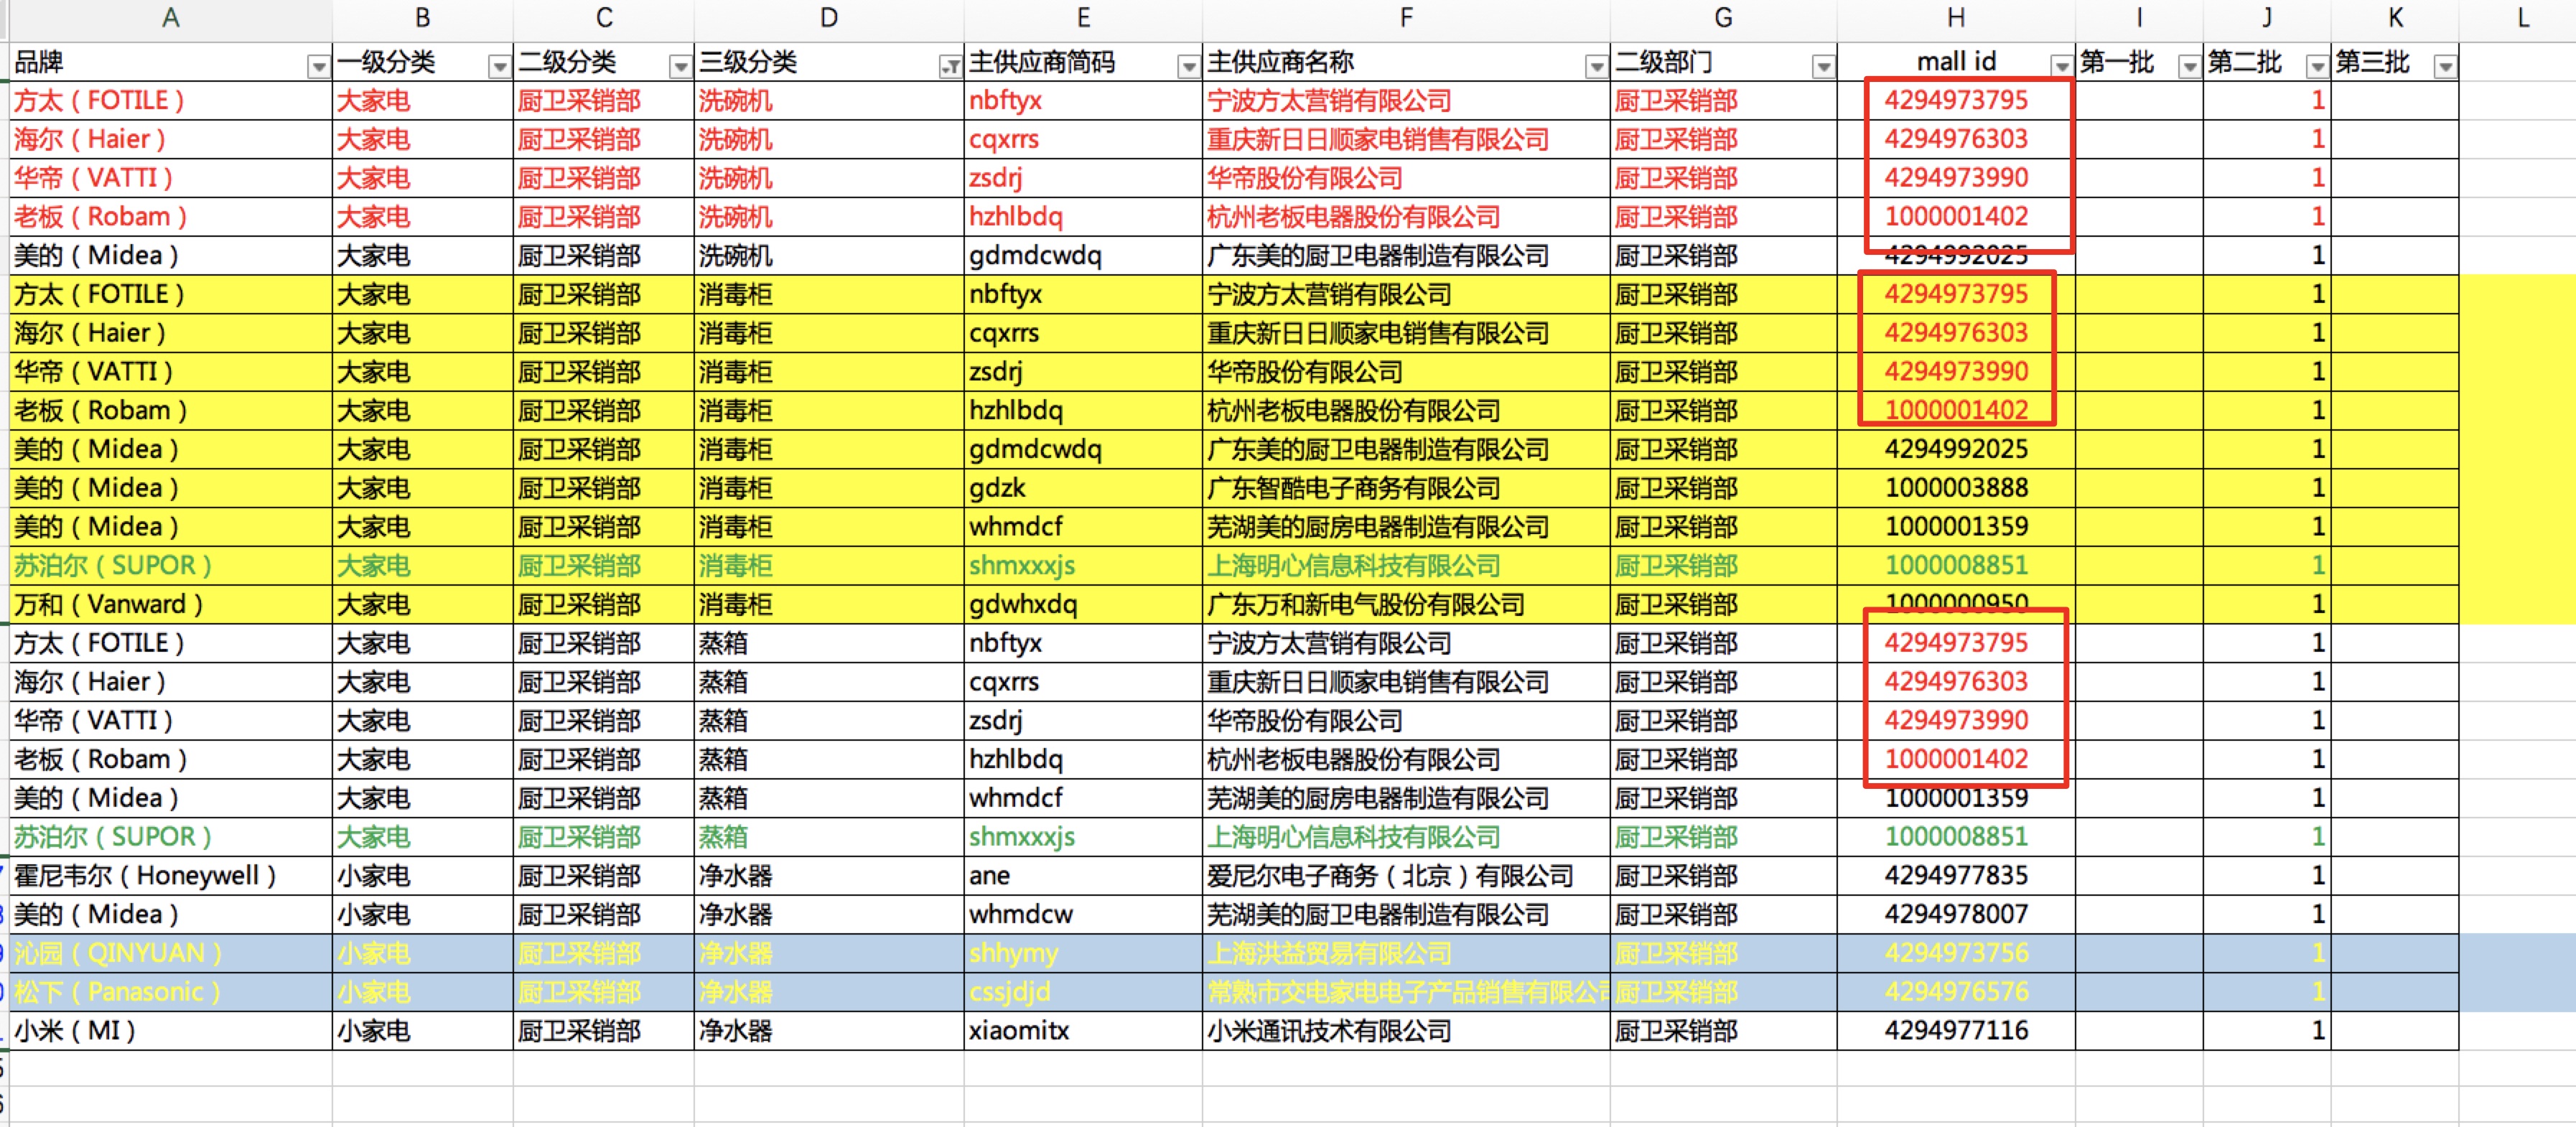 A B C D E F G H I J K L
品牌 一级分类 二级分类 三级分类 主供应商简码 主供应商名称 二级部门 mall id 第一批 第二批 第三批
方太（FOTILE） 大家电 厨卫采销部 洗碗机 nbftyx 宁波方太营销有限公司 厨卫采销部 4294973795 1
海尔（Haier） 大家电 厨卫采销部 洗碗机 cqxrrs 重庆新日日顺家电销售有限公司 厨卫采销部 4294976303 1
华帝（VATTI） 大家电 厨卫采销部 洗碗机 zsdrj 华帝股份有限公司 厨卫采销部 4294973990 1
老板（Robam） 大家电 厨卫采销部 洗碗机 hzhlbdq 杭州老板电器股份有限公司 厨卫采销部 1000001402 1
美的（Midea） 大家电 厨卫采销部 洗碗机 gdmdcwdq 广东美的厨卫电器制造有限公司 厨卫采销部 4294992025 1
方太（FOTILE） 大家电 厨卫采销部 消毒柜 nbftyx 宁波方太营销有限公司 厨卫采销部 4294973795 1
海尔（Haier） 大家电 厨卫采销部 消毒柜 cqxrrs 重庆新日日顺家电销售有限公司 厨卫采销部 4294976303 1
华帝（VATTI） 大家电 厨卫采销部 消毒柜 zsdrj 华帝股份有限公司 厨卫采销部 4294973990 1
老板（Robam） 大家电 厨卫采销部 消毒柜 hzhlbdq 杭州老板电器股份有限公司 厨卫采销部 1000001402 1
美的（Midea） 大家电 厨卫采销部 消毒柜 gdmdcwdq 广东美的厨卫电器制造有限公司 厨卫采销部 4294992025 1
美的（Midea） 大家电 厨卫采销部 消毒柜 gdzk 广东智酷电子商务有限公司 厨卫采销部 1000003888 1
美的（Midea） 大家电 厨卫采销部 消毒柜 whmdcf 芜湖美的厨房电器制造有限公司 厨卫采销部 1000001359 1
苏泊尔（SUPOR） 大家电 厨卫采销部 消毒柜 shmxxxjs 上海明心信息科技有限公司 厨卫采销部 1000008851 1
万和（Vanward） 大家电 厨卫采销部 消毒柜 gdwhxdq 广东万和新电气股份有限公司 厨卫采销部 1000000950 1
方太（FOTILE） 大家电 厨卫采销部 蒸箱 nbftyx 宁波方太营销有限公司 厨卫采销部 4294973795 1
海尔（Haier） 大家电 厨卫采销部 蒸箱 cqxrrs 重庆新日日顺家电销售有限公司 厨卫采销部 4294976303 1
华帝（VATTI） 大家电 厨卫采销部 蒸箱 zsdrj 华帝股份有限公司 厨卫采销部 4294973990 1
老板（Robam） 大家电 厨卫采销部 蒸箱 hzhlbdq 杭州老板电器股份有限公司 厨卫采销部 1000001402 1
美的（Midea） 大家电 厨卫采销部 蒸箱 whmdcf 芜湖美的厨房电器制造有限公司 厨卫采销部 1000001359 1
苏泊尔（SUPOR） 大家电 厨卫采销部 蒸箱 shmxxxjs 上海明心信息科技有限公司 厨卫采销部 1000008851 1
霍尼韦尔（Honeywell） 小家电 厨卫采销部 净水器 ane 爱尼尔电子商务（北京）有限公司 厨卫采销部 4294977835 1
美的（Midea） 小家电 厨卫采销部 净水器 whmdcw 芜湖美的厨卫电器制造有限公司 厨卫采销部 4294978007 1
沁园（QINYUAN） 小家电 厨卫采销部 净水器 shhymy 上海洪益贸易有限公司 厨卫采销部 4294973756 1
松下（Panasonic） 小家电 厨卫采销部 净水器 cssjdjd 常熟市交电家电电子产品销售有限公司 厨卫采销部 4294976576 1
小米（MI） 小家电 厨卫采销部 净水器 xiaomitx 小米通讯技术有限公司 厨卫采销部 4294977116 1